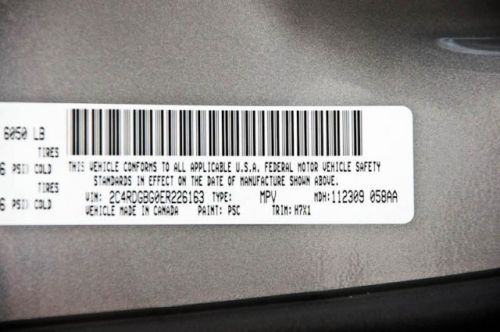 6050 LB
TIRES
6 PSI) COLD
TIRES
6 PSI) COLD
THIS VEHICLE CONFORMS TO ALL APPLICABLE U.S.A. FEDERAL MOTOR VEHICLE SAFETY
STANDARDS IN EFFECT ON THE DATE OF MANUFACTURE SHOWN ABOVE.
VIN: 2C4RDGBG0ER226163 TYPE: MPV MDH: 112309 058AA
VEHICLE MADE IN CANADA PAINT: PSC TRIM: H7X1